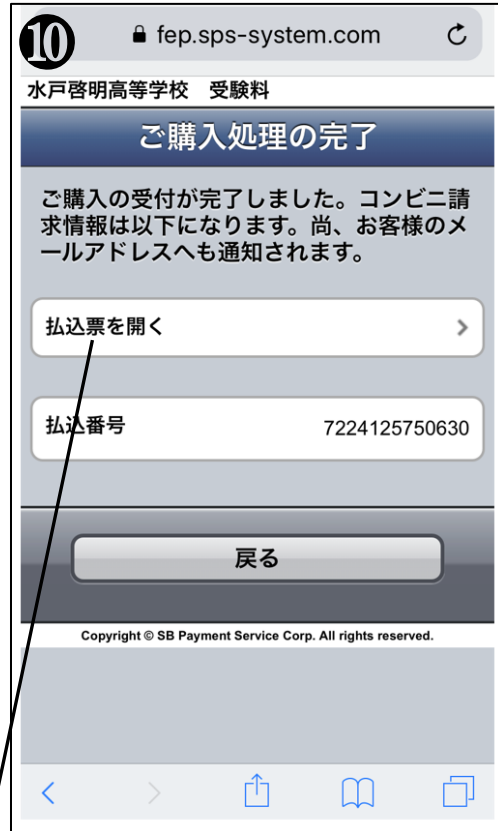 10
fep.sps-system.com
水戸啓明高等学校 受験料
ご購入処理の完了
ご購入の受付が完了しました。コンビニ請
求情報は以下になります。尚、お客様のメ
ールアドレスへも通知されます。
払込票を開く
払込番号 7224125750630
戻る
Copyright © SB Payment Service Corp. All rights reserved.